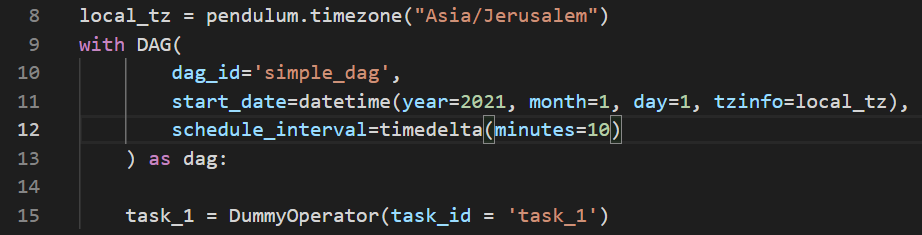 8 local_tz = pendulum.timezone("Asia/Jerusalem")
9 with DAG(
10 dag_id='simple_dag',
11 start_date=datetime(year=2021, month=1, day=1, tzinfo=local_tz),
12 schedule_interval=timedelta(minutes=10)
13 ) as dag:
14
15 task_1 = DummyOperator(task_id = 'task_1')